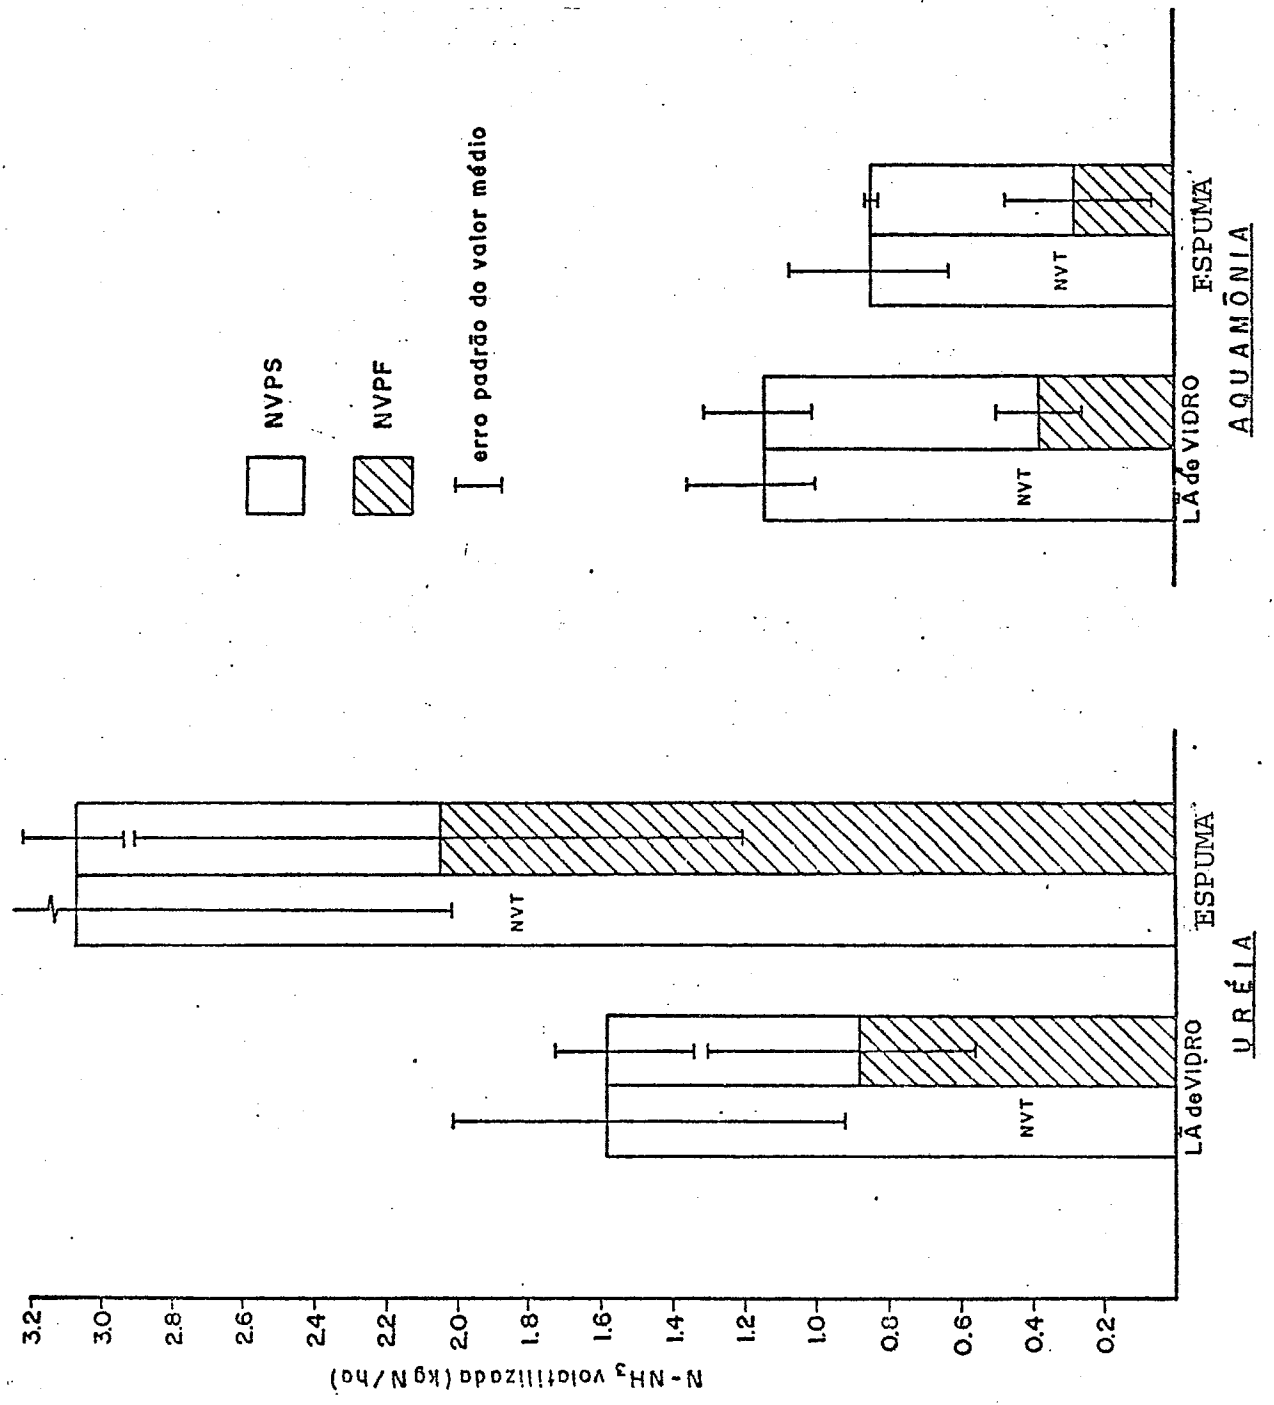 N-NH₃ volatilizada (kg N/ha)
3.2
3.0
2.8
2.6
2.4
2.2
2.0
1.8
1.6
1.4
1.2
1.0
0.8
0.6
0.4
0.2
NVPS
NVPF
erro padrão do valor médio
NVT
NVT
NVT
NVT
LÃ de VIDRO
ESPUMA
LÃ de VIDRO
ESPUMA
URÉIA
AQUAMÔNIA